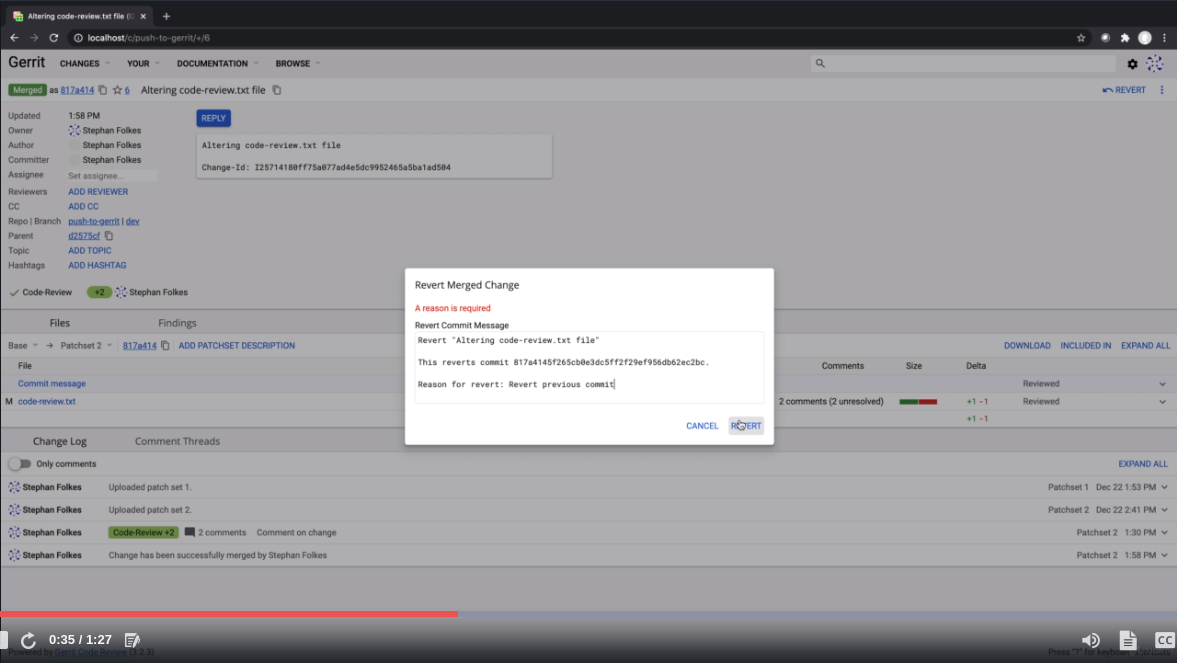 Altering code-review.txt file (
localhost/c/push-to-gerrit/+/6
Gerrit CHANGES YOUR DOCUMENTATION BROWSE
Merged as 817a414 6 Altering code-review.txt file REVERT
Updated 1:58 PM
Owner Stephan Folkes
Author Stephan Folkes
Committer Stephan Folkes
Assignee Set assignee...
Reviewers ADD REVIEWER
CC ADD CC
Repo | Branch push-to-gerrit | dev
Parent d2575cf
Topic ADD TOPIC
Hashtags ADD HASHTAG
Code-Review +2 Stephan Folkes
REPLY
Altering code-review.txt file
Change-Id: I25714180ff75a077ad4e5dc9952465a5ba1ad504
Files Findings
Base → Patchset 2 817a414 ADD PATCHSET DESCRIPTION DOWNLOAD INCLUDED IN EXPAND ALL
File Comments Size Delta
Commit message Reviewed
M code-review.txt 2 comments (2 unresolved) +1 -1 Reviewed
+1 -1
Revert Merged Change
A reason is required
Revert Commit Message
Revert "Altering code-review.txt file"
This reverts commit 817a4145f265cb0e3dc5ff2f29ef956db62ec2bc.
Reason for revert: Revert previous commit
CANCEL REVERT
Change Log Comment Threads
Only comments EXPAND ALL
Stephan Folkes Uploaded patch set 1. Patchset 1 Dec 22 1:53 PM
Stephan Folkes Uploaded patch set 2. Patchset 2 Dec 22 2:41 PM
Stephan Folkes Code-Review +2 2 comments Comment on change Patchset 2 1:30 PM
Stephan Folkes Change has been successfully merged by Stephan Folkes Patchset 2 1:58 PM
0:35 / 1:27 CC
Powered by Gerrit Code Review (3.2.3) Press "?" for keyboard shortcuts